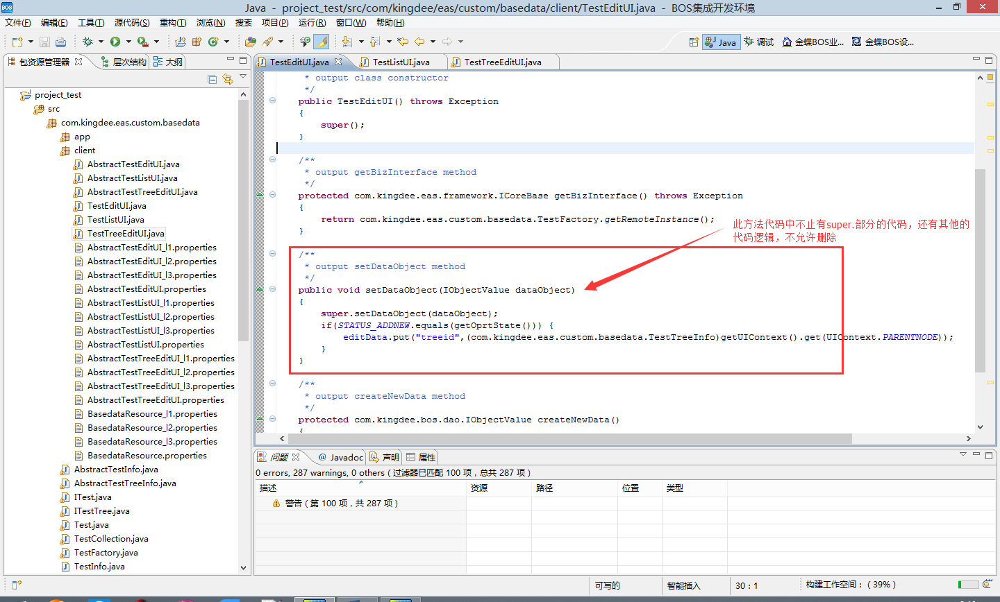 Java - project_test/src/com/kingdee/eas/custom/basedata/client/TestEditUI.java - BOS集成开发环境
BOS
文件(F) 编辑(E) 工具(T) 源代码(S) 重构(T) 浏览(N) 搜索 项目(P) 运行(R) 窗口(W) 帮助(H)
Java 调试 金蝶BOS业... 金蝶BOS设...
包资源管理器 层次结构 大纲
project_test
src
com.kingdee.eas.custom.basedata
app
client
AbstractTestEditUI.java
AbstractTestListUI.java
AbstractTestTreeEditUI.java
TestEditUI.java
TestListUI.java
TestTreeEditUI.java
AbstractTestEditUI_l1.properties
AbstractTestEditUI_l2.properties
AbstractTestEditUI_l3.properties
AbstractTestEditUI.properties
AbstractTestListUI_l1.properties
AbstractTestListUI_l2.properties
AbstractTestListUI_l3.properties
AbstractTestListUI.properties
AbstractTestTreeEditUI_l1.properties
AbstractTestTreeEditUI_l2.properties
AbstractTestTreeEditUI_l3.properties
AbstractTestTreeEditUI.properties
BasedataResource_l1.properties
BasedataResource_l2.properties
BasedataResource_l3.properties
BasedataResource.properties
AbstractTestInfo.java
AbstractTestTreeInfo.java
ITest.java
ITestTree.java
Test.java
TestCollection.java
TestFactory.java
TestInfo.java
TestEditUI.java TestListUI.java TestTreeEditUI.java
* output class constructor
*/
public TestEditUI() throws Exception
{
super();
}
/**
* output getBizInterface method
*/
protected com.kingdee.eas.framework.ICoreBase getBizInterface() throws Exception
{
return com.kingdee.eas.custom.basedata.TestFactory.getRemoteInstance();
}
此方法代码中不止有super.部分的代码，还有其他的
代码逻辑，不允许删除
/**
* output setDataObject method
*/
public void setDataObject(IObjectValue dataObject)
{
super.setDataObject(dataObject);
if(STATUS_ADDNEW.equals(getOprtState())) {
editData.put("treeid",(com.kingdee.eas.custom.basedata.TestTreeInfo)getUIContext().get(UIContext.PARENTNODE));
}
}
/**
* output createNewData method
*/
protected com.kingdee.bos.dao.IObjectValue createNewData()
{
问题 @ Javadoc 声明 属性
0 errors, 287 warnings, 0 others ( 过滤器已匹配 100 项 , 总共 287 项 )
描述 资源 路径 位置 类型
警告 ( 第 100 项 , 共 287 项 )
可写的 智能插入 30 : 1 构建工作空间： ( 39% )